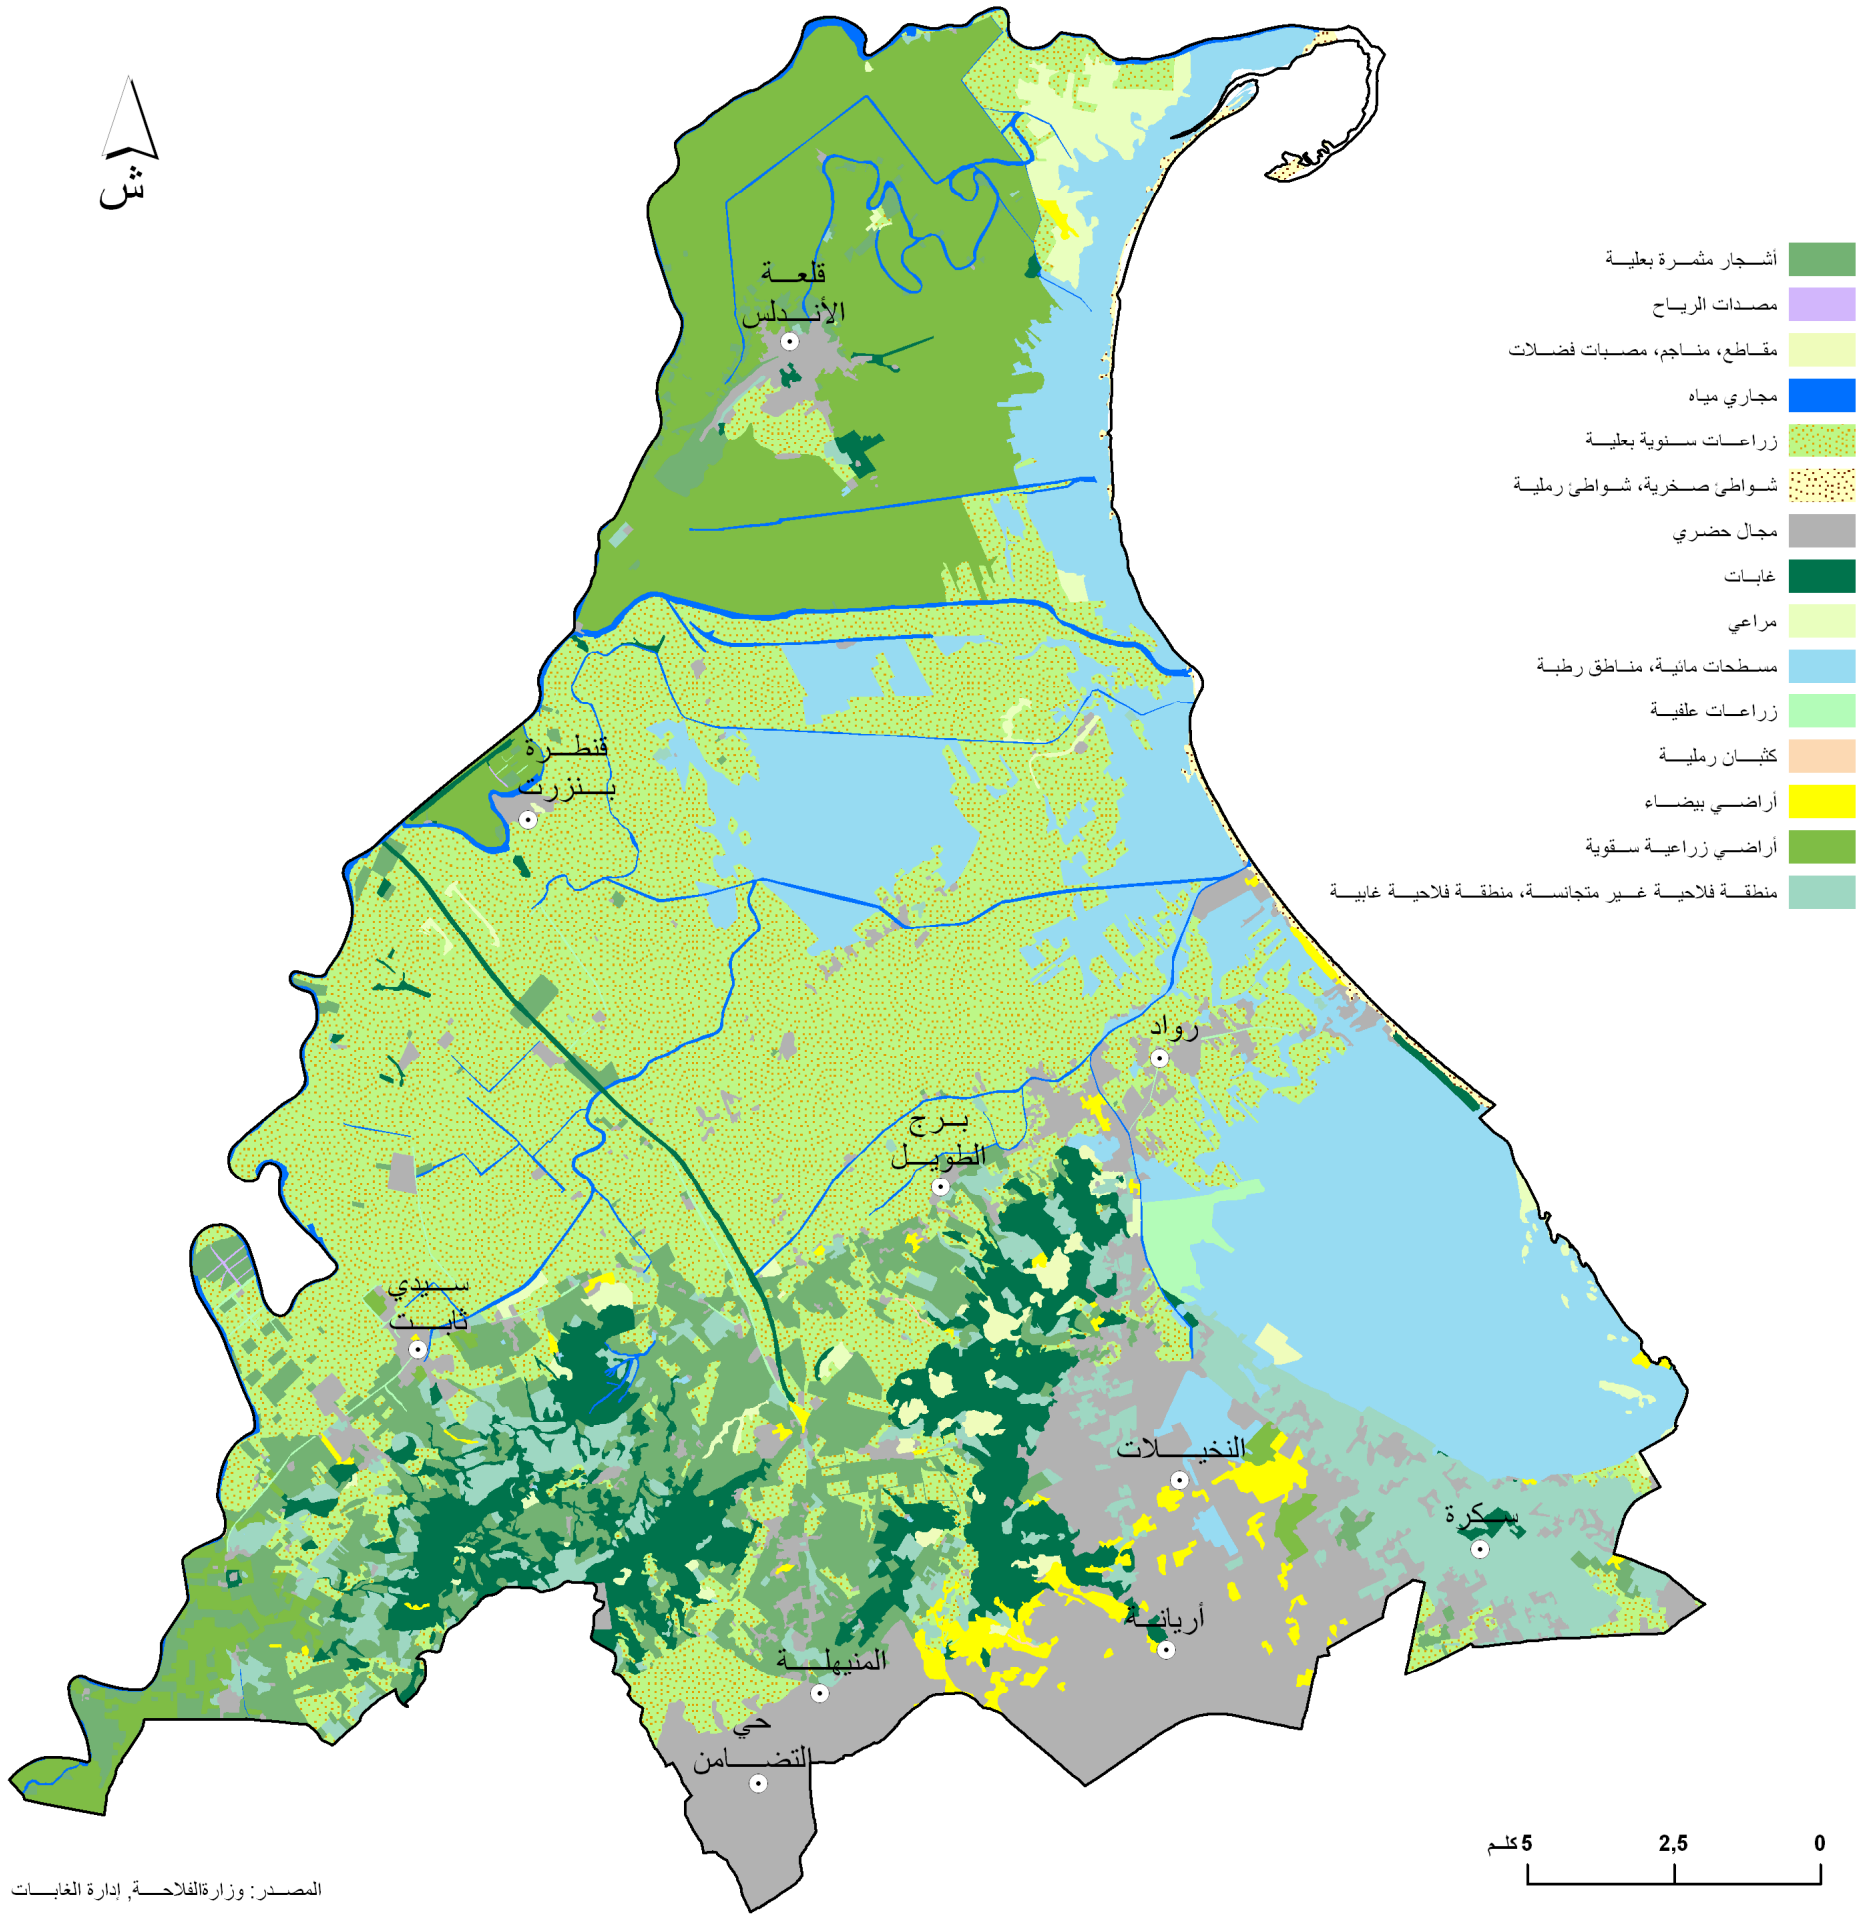 ش
قلعة
الأندلس
أشجار مثمرة بعلية
مصدات الرياح
مقاطع، مناجم، مصبات فضلات
مجاري مياه
زراعات سنوية بعلية
شواطئ صخرية، شواطئ رملية
مجال حضري
غابات
مراعي
مسطحات مائية، مناطق رطبة
زراعات علفية
كثبان رملية
أراضي بيضاء
أراضي زراعية سقوية
منطقة فلاحية غير متجانسة، منطقة فلاحية غابية
قنطرة
بنزرت
رواد
برج
الطويل
سيدي
ثابت
النخيلات
سكرة
أريانة
المنيهلة
حي
التضامن
5 كلم 2,5 0
المصدر: وزارةالفلاحة, إدارة الغابات